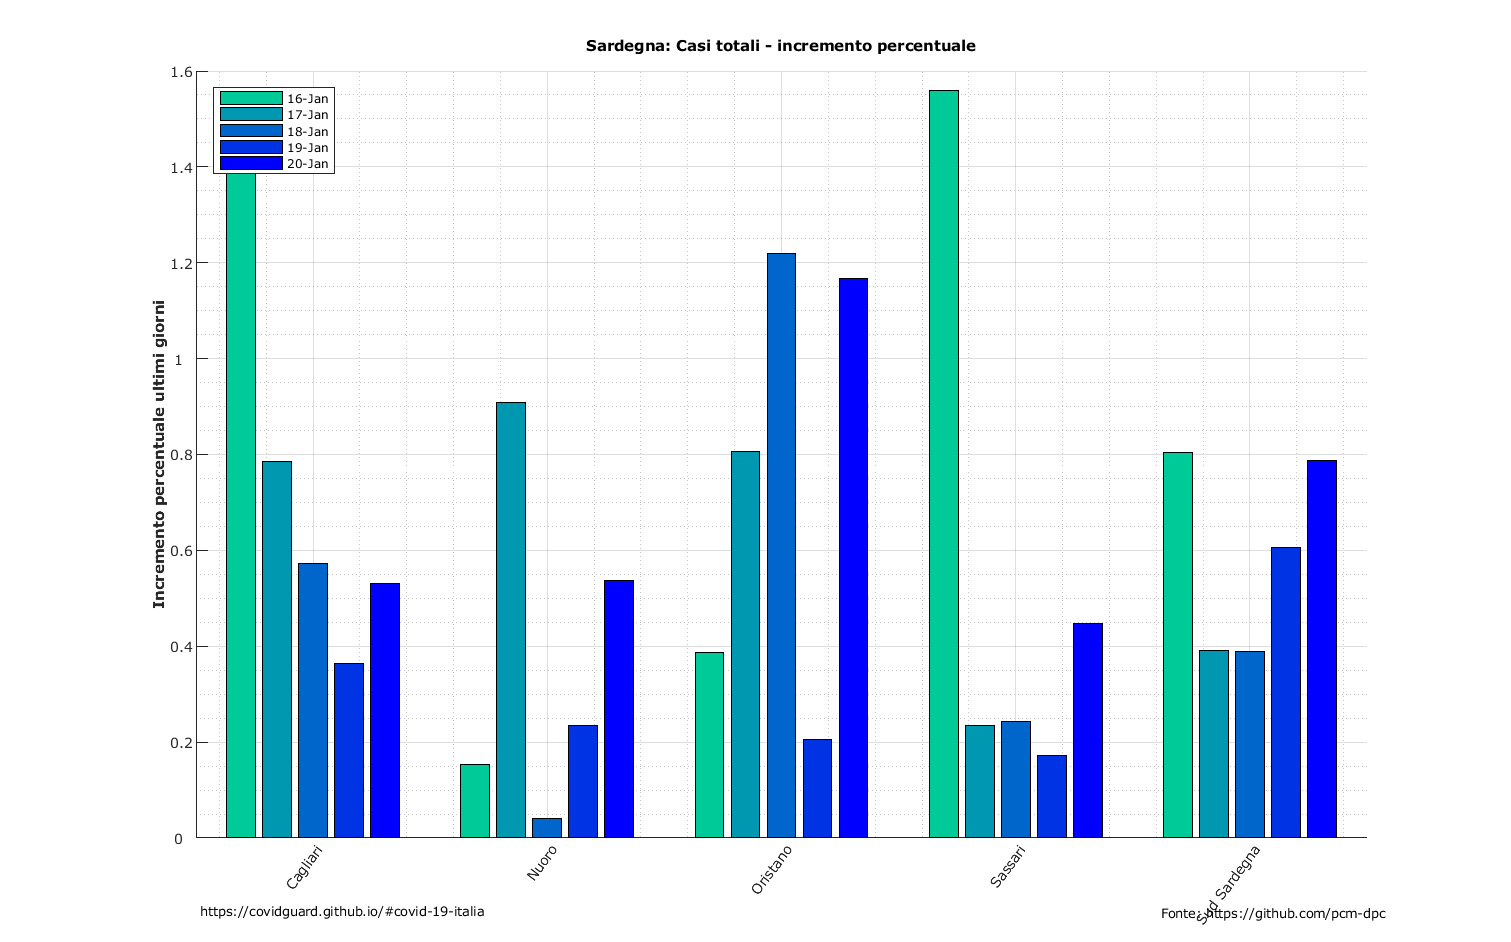 Sardegna: Casi totali - incremento percentuale
1.6
1.4
1.2
1
0.8
0.6
0.4
0.2
0
Incremento percentuale ultimi giorni
16-Jan
17-Jan
18-Jan
19-Jan
20-Jan
Cagliari
Nuoro
Oristano
Sassari
Sud Sardegna
https://covidguard.github.io/#covid-19-italia
Fonte: https://github.com/pcm-dpc